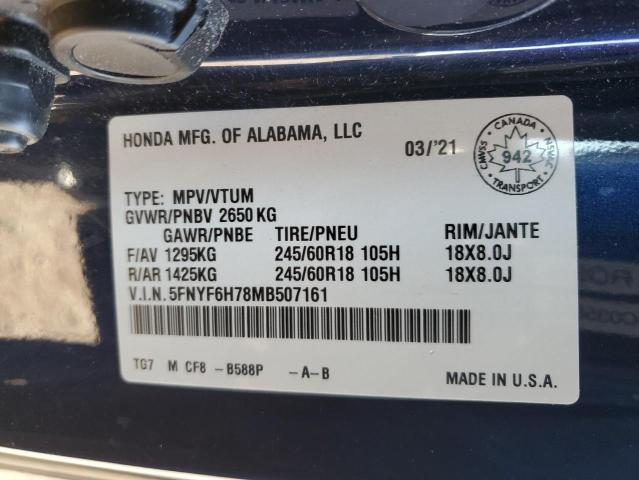 HONDA MFG. OF ALABAMA, LLC
03/'21
CANADA
CMVSS
942
NSVAC
TRANSPORT
TYPE: MPV/VTUM
GVWR/PNBV 2650 KG
GAWR/PNBE TIRE/PNEU RIM/JANTE
F/AV 1295KG 245/60R18 105H 18X8.0J
R/AR 1425KG 245/60R18 105H 18X8.0J
V.I.N. 5FNYF6H78MB507161
TG7 M CF8 -B588P -A-B
MADE IN U.S.A.